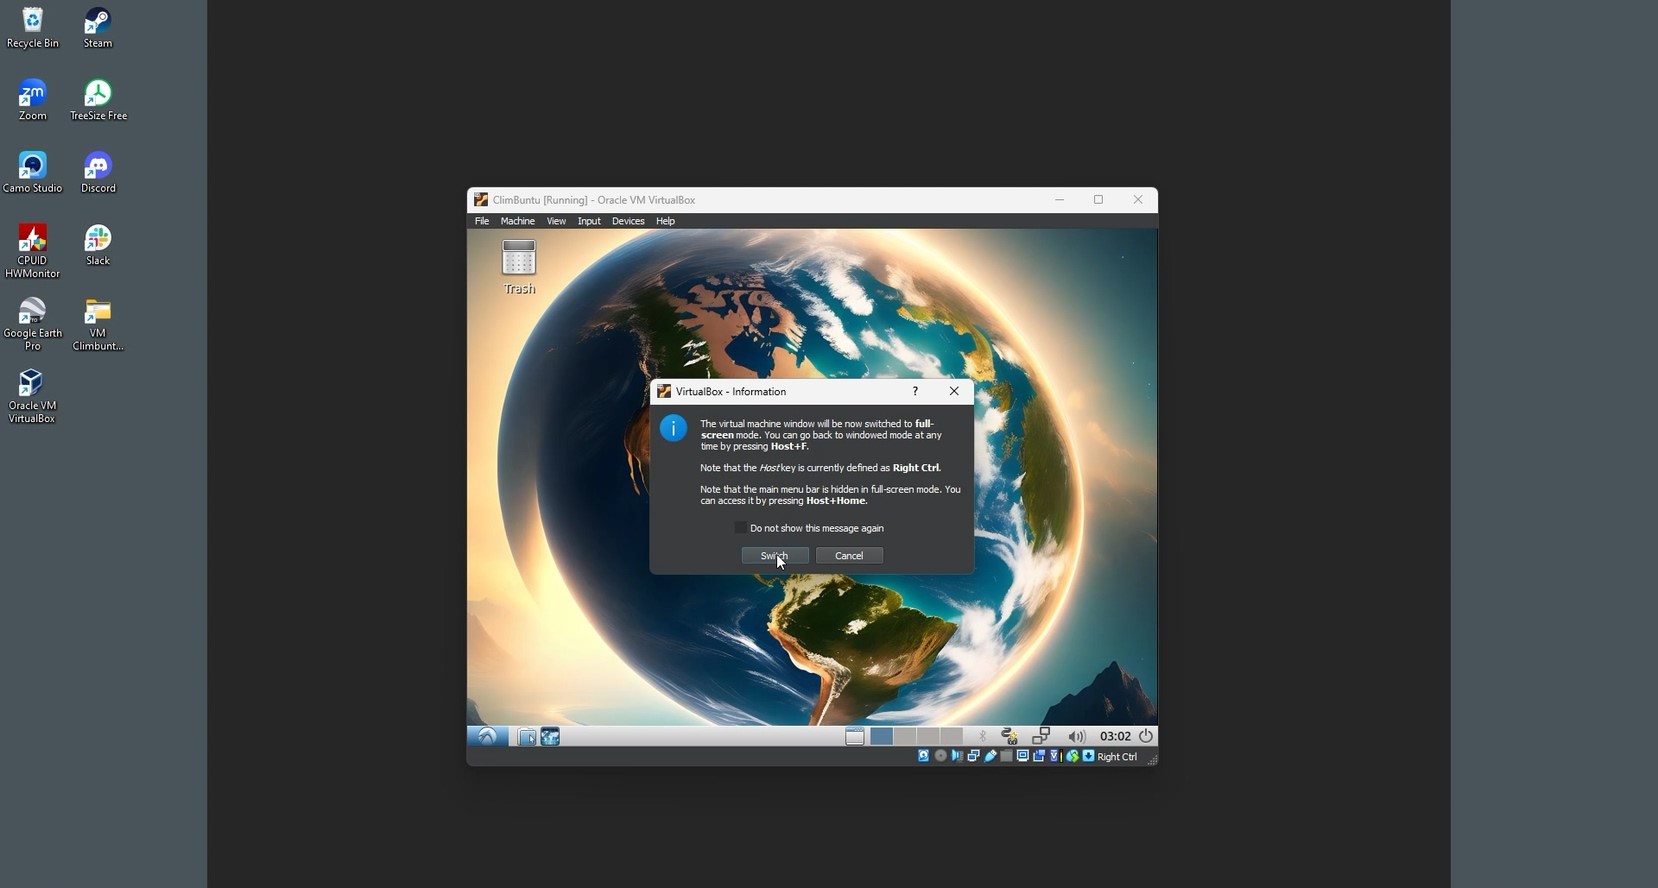 Recycle Bin
Steam
Zoom
TreeSize Free
Camo Studio
Discord
CPUID
HWMonitor
Slack
Google Earth
Pro
VM
Climbunt...
Oracle VM
VirtualBox
ClimBuntu [Running] - Oracle VM VirtualBox
File Machine View Input Devices Help
Trash
VirtualBox - Information
The virtual machine window will be now switched to full-
screen mode. You can go back to windowed mode at any
time by pressing Host+F.
Note that the Host key is currently defined as Right Ctrl.
Note that the main menu bar is hidden in full-screen mode. You
can access it by pressing Host+Home.
Do not show this message again
Switch Cancel
03:02
Right Ctrl